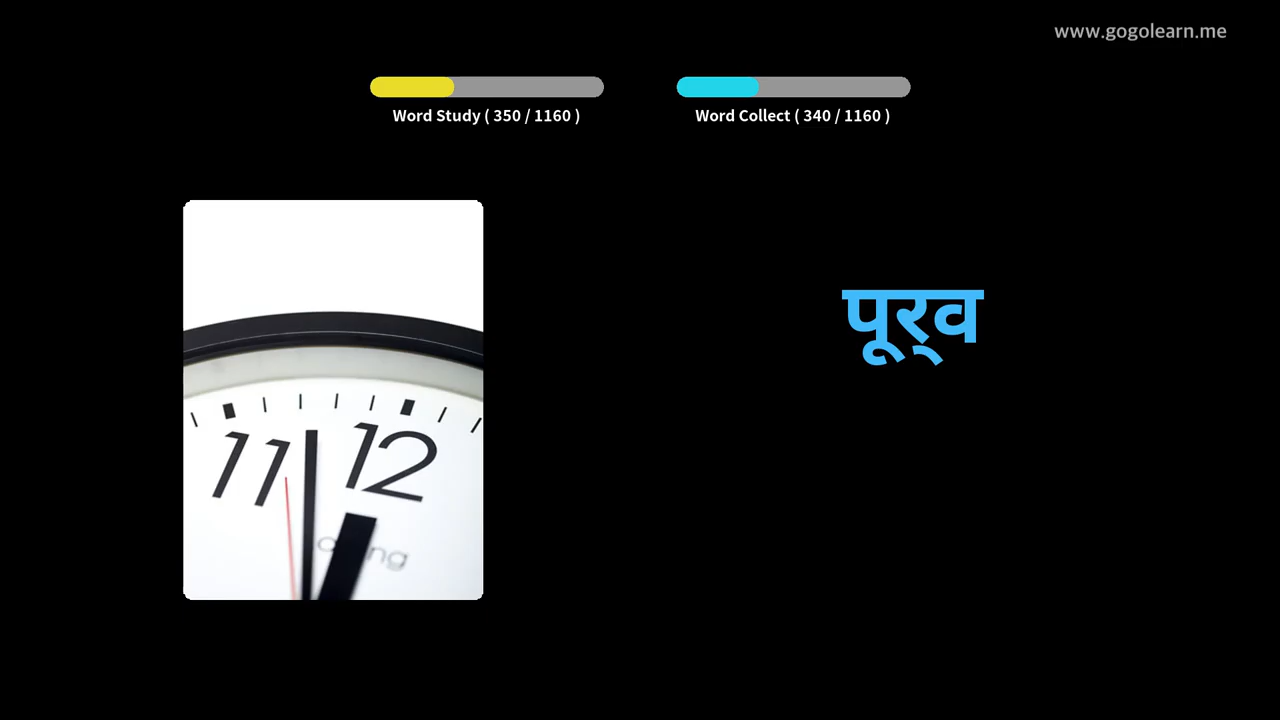 www.gogolearn.me
Word Study ( 350 / 1160 )
Word Collect ( 340 / 1160 )
पूर्व
11 12